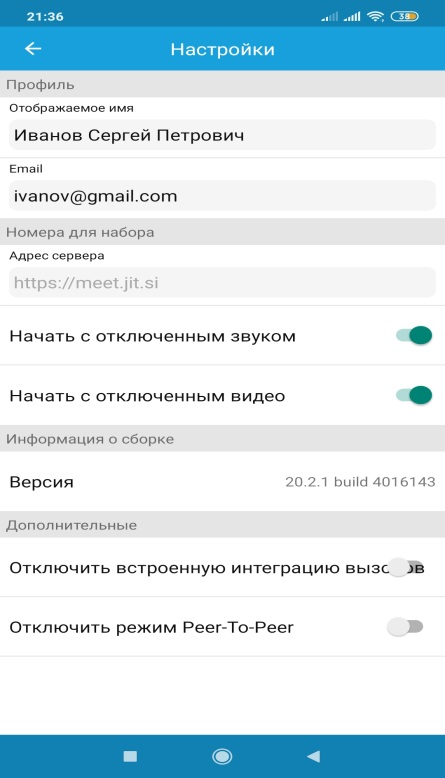 21:36
38
Настройки
Профиль
Отображаемое имя
Иванов Сергей Петрович
Email
ivanov@gmail.com
Номера для набора
Адрес сервера
https://meet.jit.si
Начать с отключенным звуком
Начать с отключенным видео
Информация о сборке
Версия 20.2.1 build 4016143
Дополнительные
Отключить встроенную интеграцию вызовов
Отключить режим Peer-To-Peer